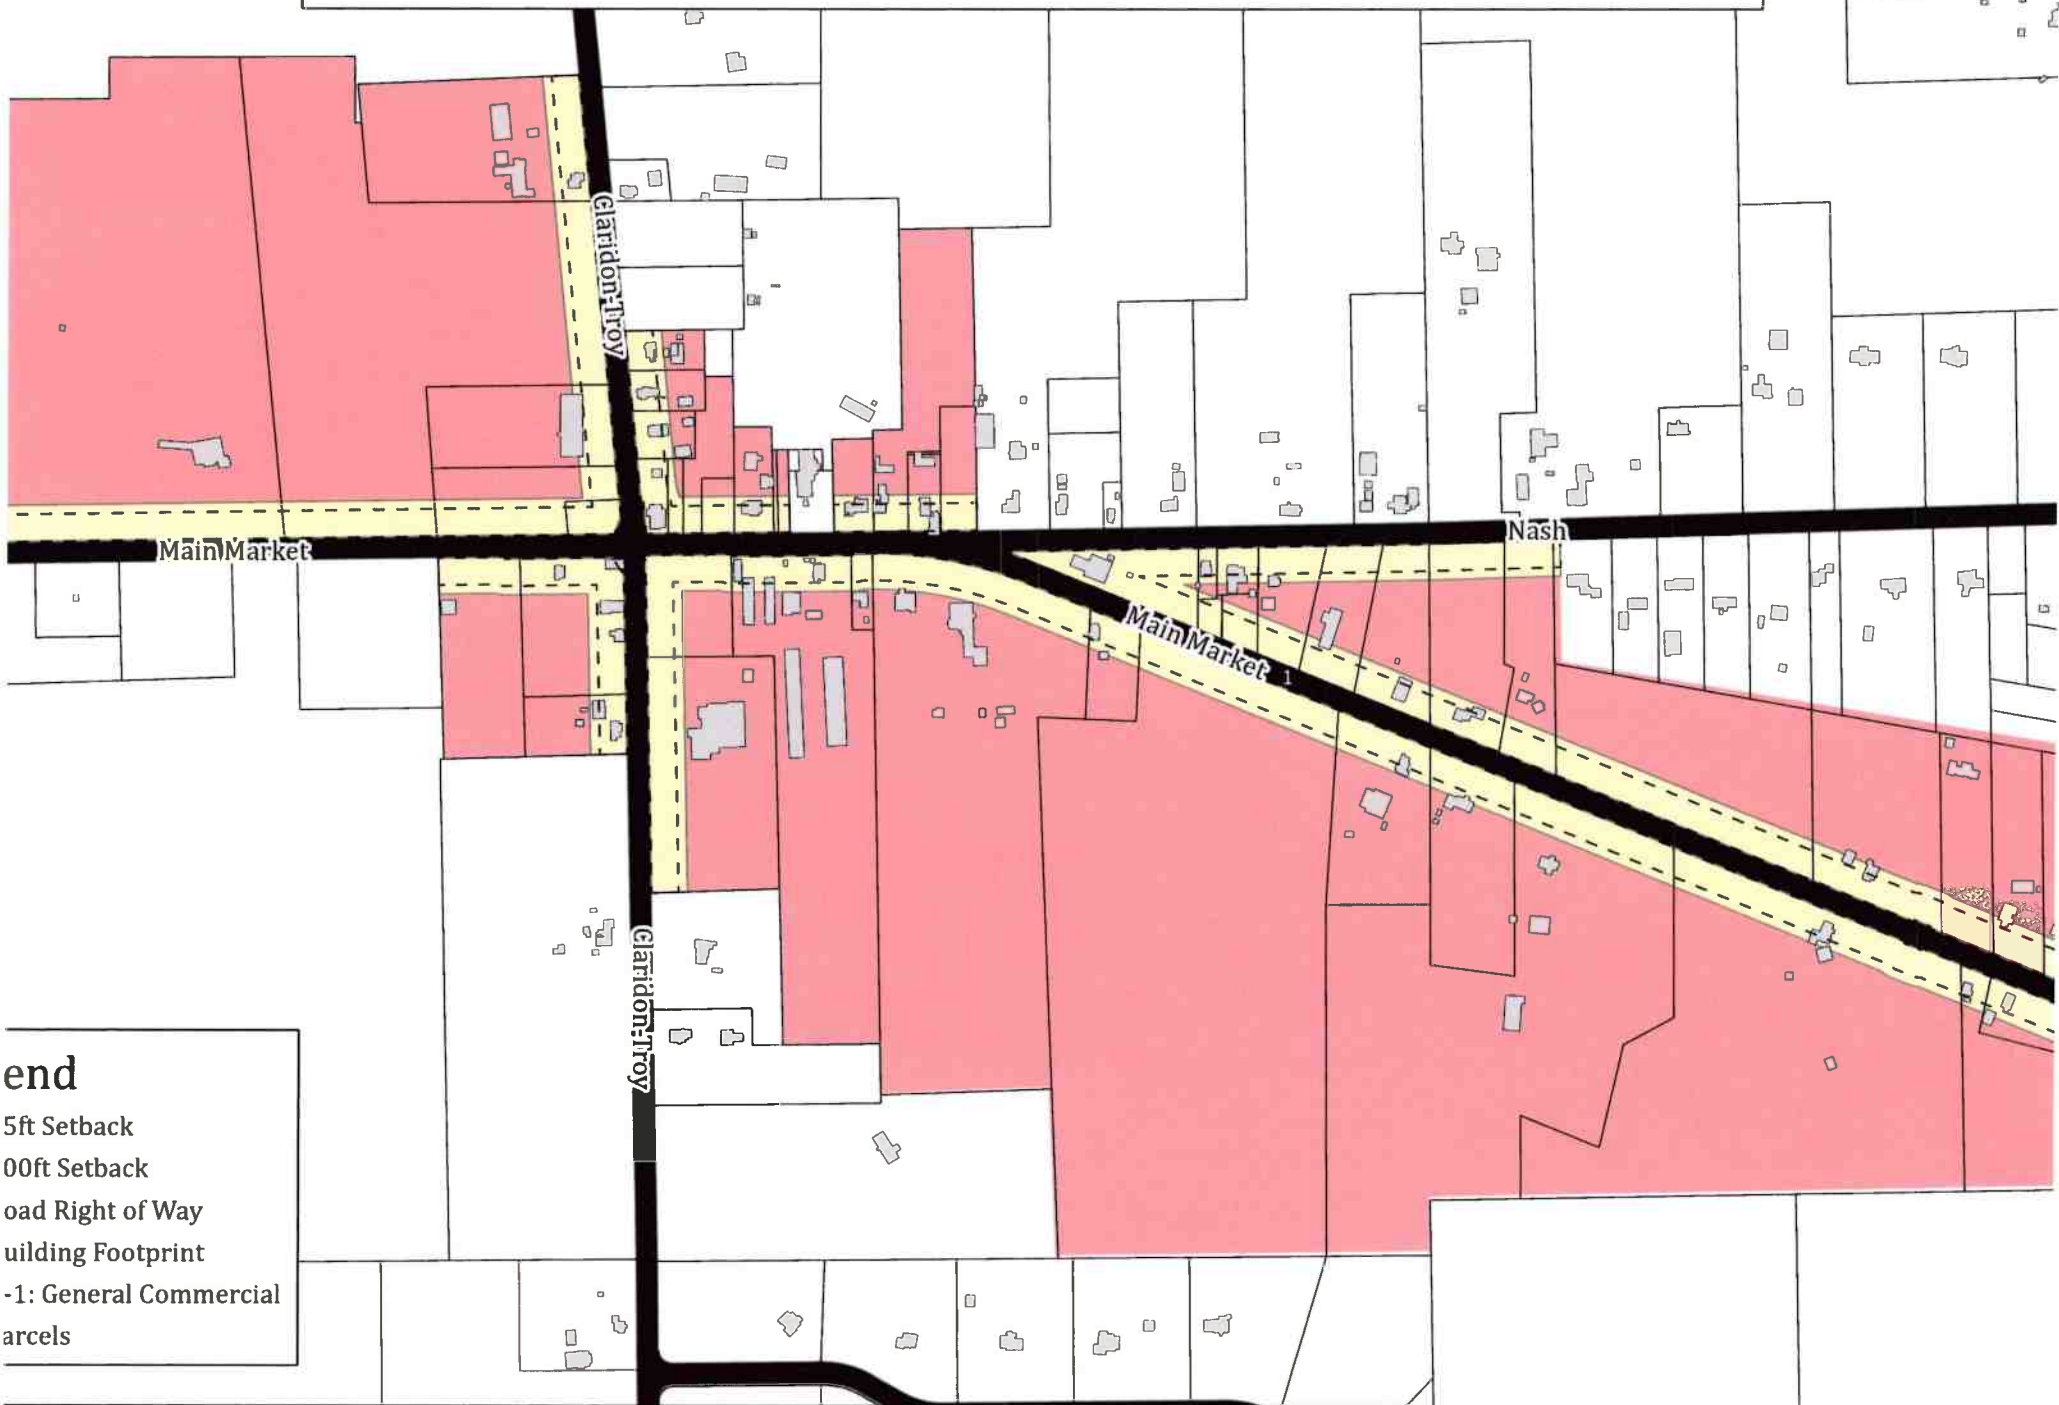 Claridon-Troy
Main Market
Nash
Main Market
1
Claridon-Troy
end
5ft Setback
00ft Setback
oad Right of Way
uilding Footprint
-1: General Commercial
arcels